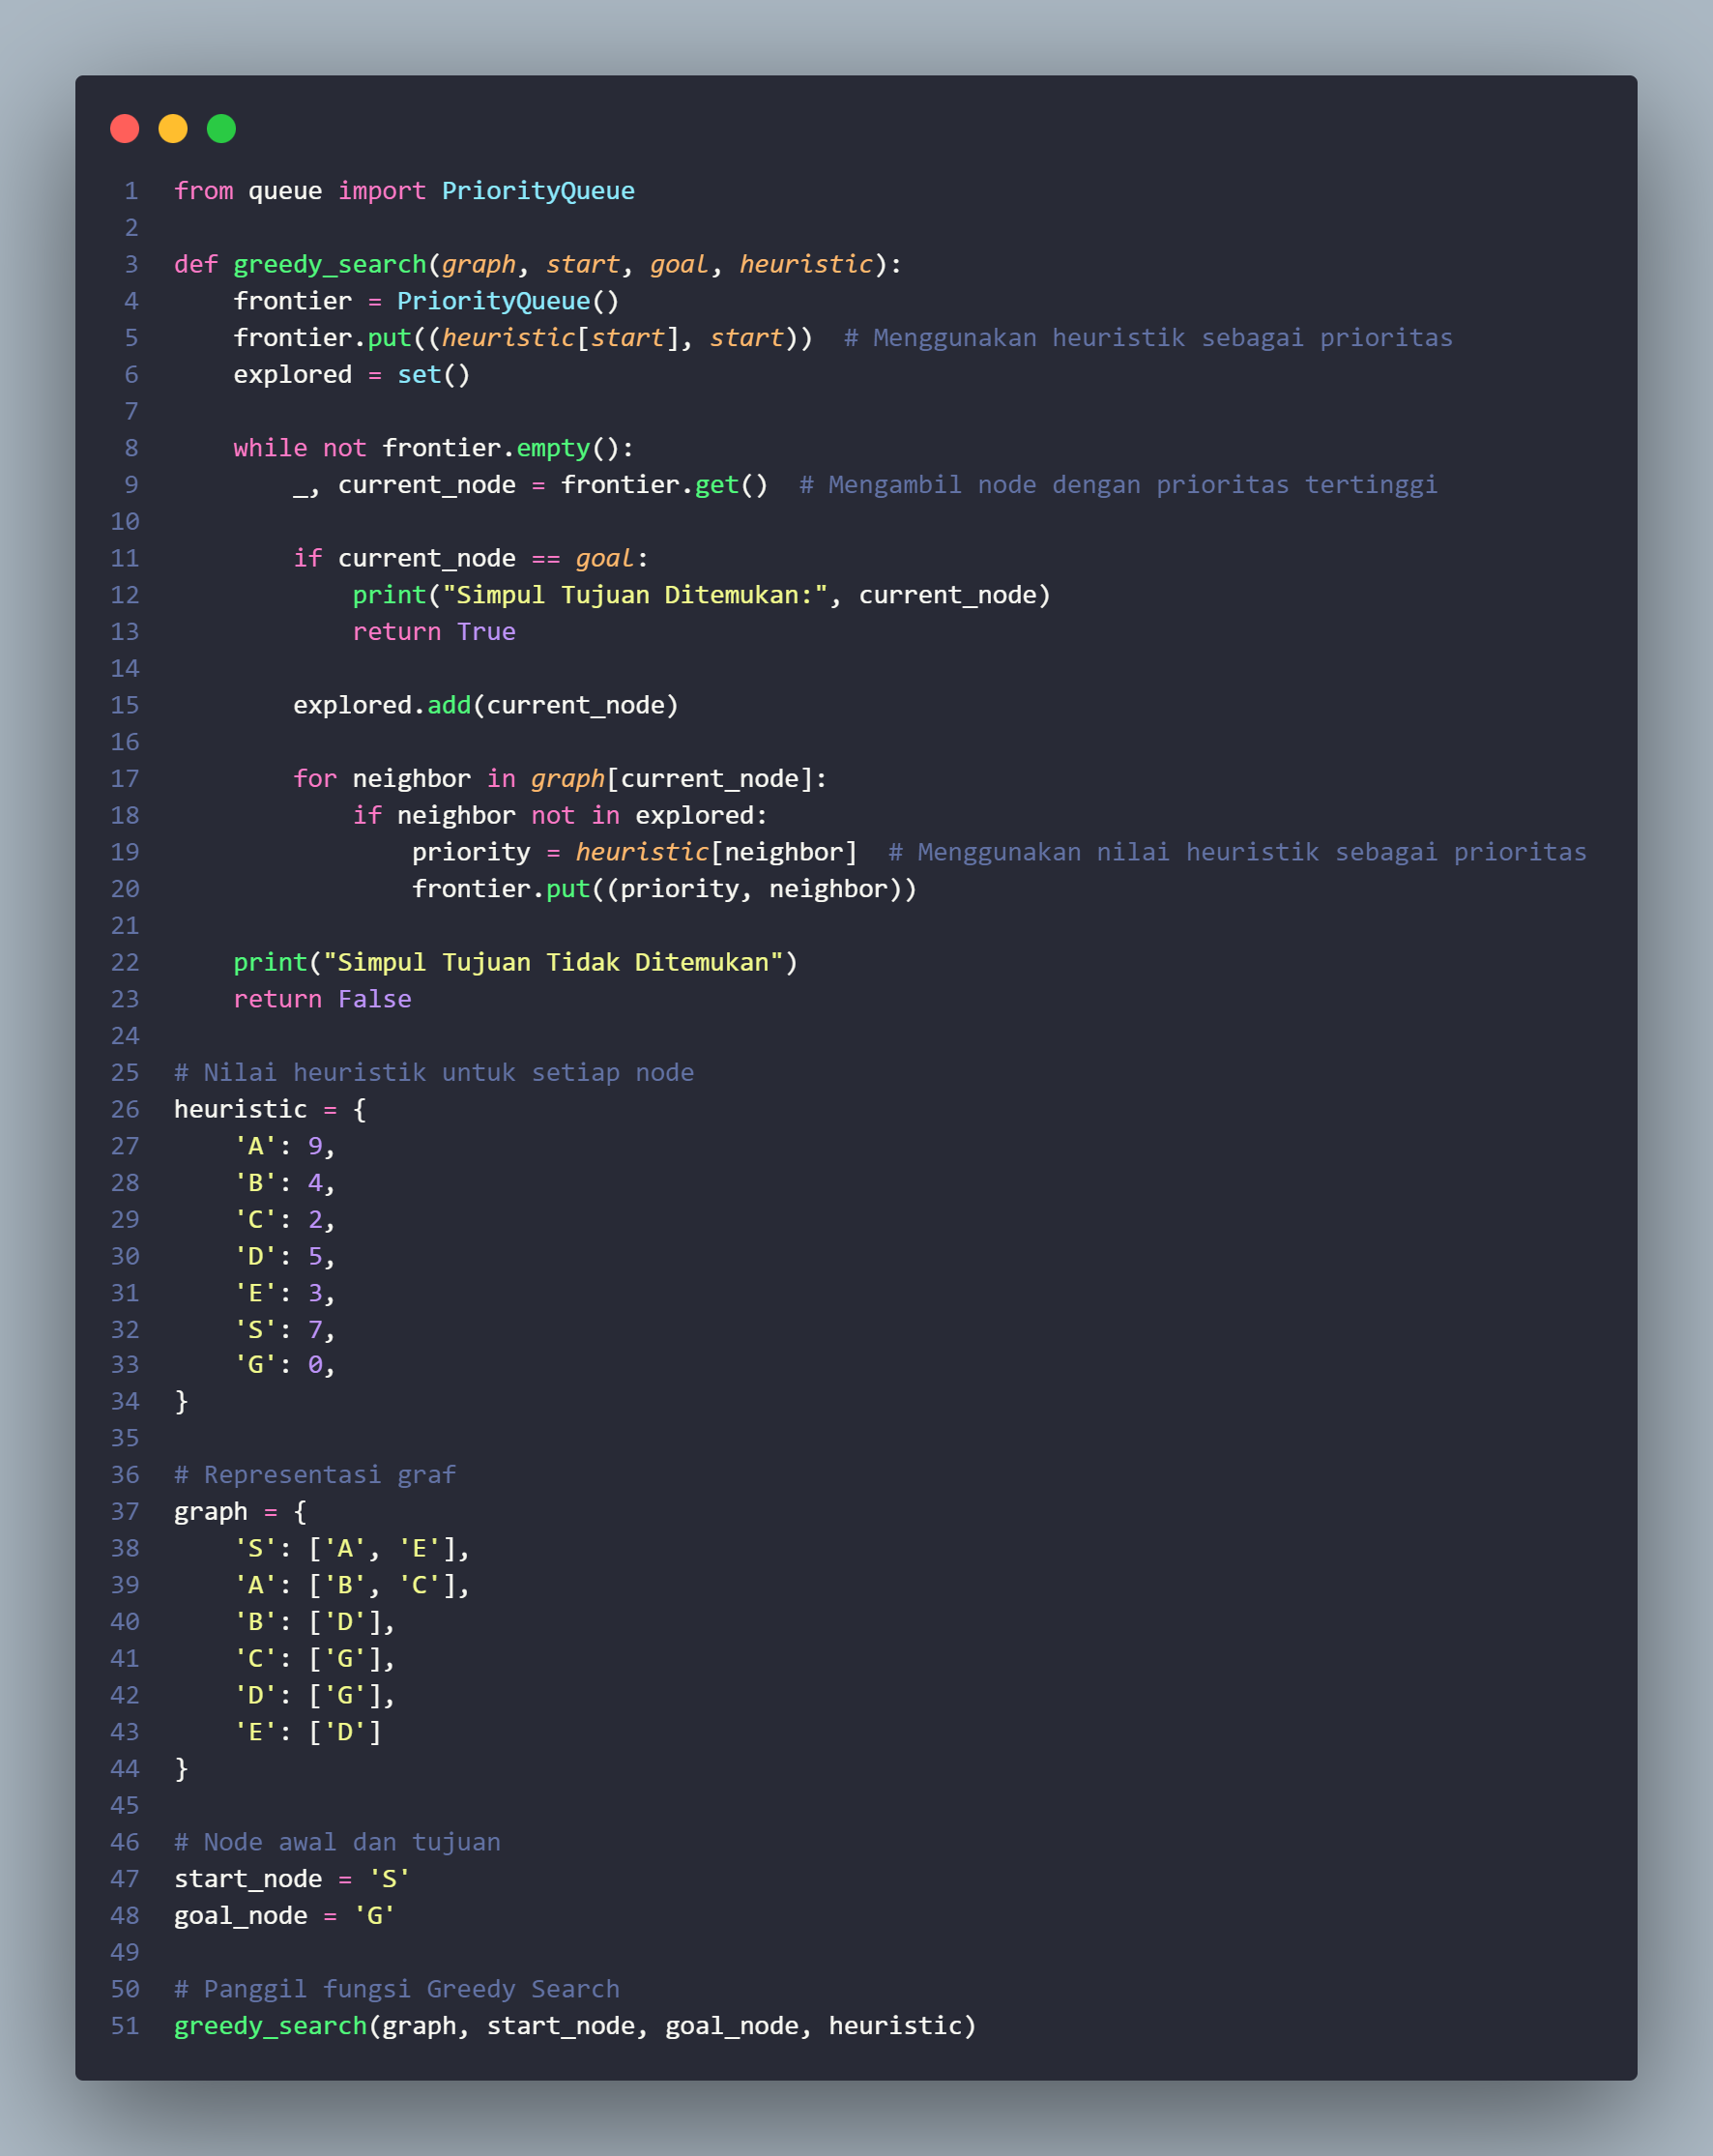 1 from queue import PriorityQueue
2
3 def greedy_search(graph, start, goal, heuristic):
4     frontier = PriorityQueue()
5     frontier.put((heuristic[start], start))  # Menggunakan heuristik sebagai prioritas
6     explored = set()
7
8     while not frontier.empty():
9         _, current_node = frontier.get()  # Mengambil node dengan prioritas tertinggi
10
11         if current_node == goal:
12             print("Simpul Tujuan Ditemukan:", current_node)
13             return True
14
15         explored.add(current_node)
16
17         for neighbor in graph[current_node]:
18             if neighbor not in explored:
19                 priority = heuristic[neighbor]  # Menggunakan nilai heuristik sebagai prioritas
20                 frontier.put((priority, neighbor))
21
22     print("Simpul Tujuan Tidak Ditemukan")
23     return False
24
25 # Nilai heuristik untuk setiap node
26 heuristic = {
27     'A': 9,
28     'B': 4,
29     'C': 2,
30     'D': 5,
31     'E': 3,
32     'S': 7,
33     'G': 0,
34 }
35
36 # Representasi graf
37 graph = {
38     'S': ['A', 'E'],
39     'A': ['B', 'C'],
40     'B': ['D'],
41     'C': ['G'],
42     'D': ['G'],
43     'E': ['D']
44 }
45
46 # Node awal dan tujuan
47 start_node = 'S'
48 goal_node = 'G'
49
50 # Panggil fungsi Greedy Search
51 greedy_search(graph, start_node, goal_node, heuristic)